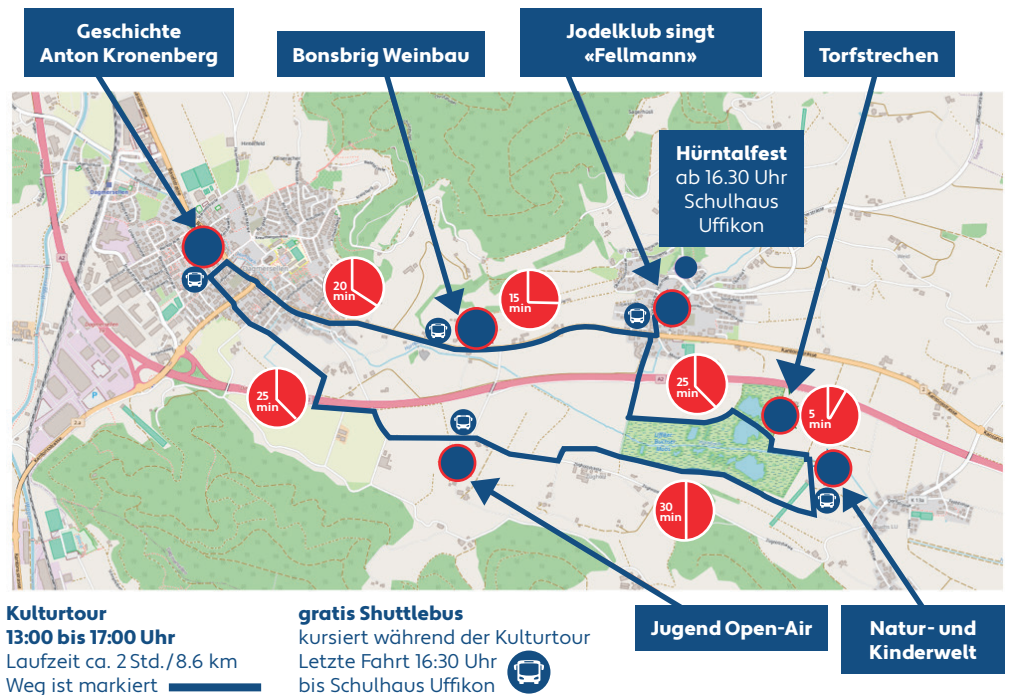 Geschichte
Anton Kronenberg
Bonsbrig Weinbau
Jodelklub singt
«Fellmann»
Torfstrechen
Hürntalfest
ab 16.30 Uhr
Schulhaus
Uffikon
20
min
15
min
25
min
25
min
5
min
30
min
A2
A2
P
Jugend Open-Air
Natur- und
Kinderwelt
Kulturtour
13:00 bis 17:00 Uhr
Laufzeit ca. 2 Std./8.6 km
Weg ist markiert
gratis Shuttlebus
kursiert während der Kulturtour
Letzte Fahrt 16:30 Uhr
bis Schulhaus Uffikon